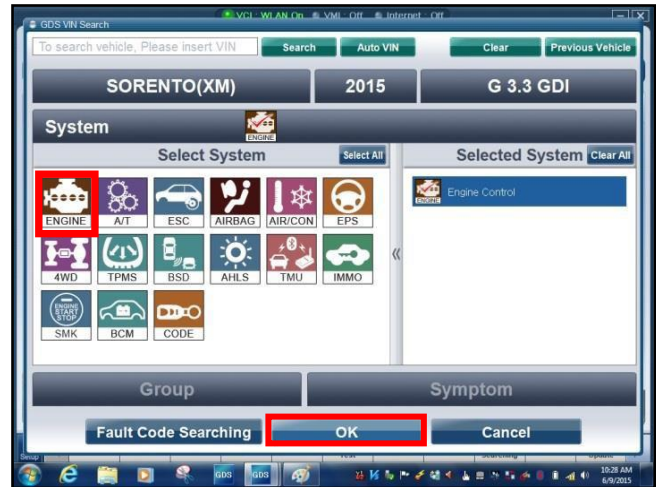 VCI : WLAN On VMI : Off Internet : Off
GDS VIN Search
To search vehicle, Please insert VIN Search Auto VIN Clear Previous Vehicle
SORENTO(XM) 2015 G 3.3 GDI
System ENGINE
Select System Select All Selected System Clear All
Engine Control
ENGINE
ENGINE A/T ESC AIRBAG AIR/CON EPS
4WD TPMS BSD AHLS TMU IMMO
«
ENGINE START STOP
SMK BCM CODE
Group Symptom
Fault Code Searching OK Cancel
Setup
GDS GDS
10:28 AM
6/9/2015